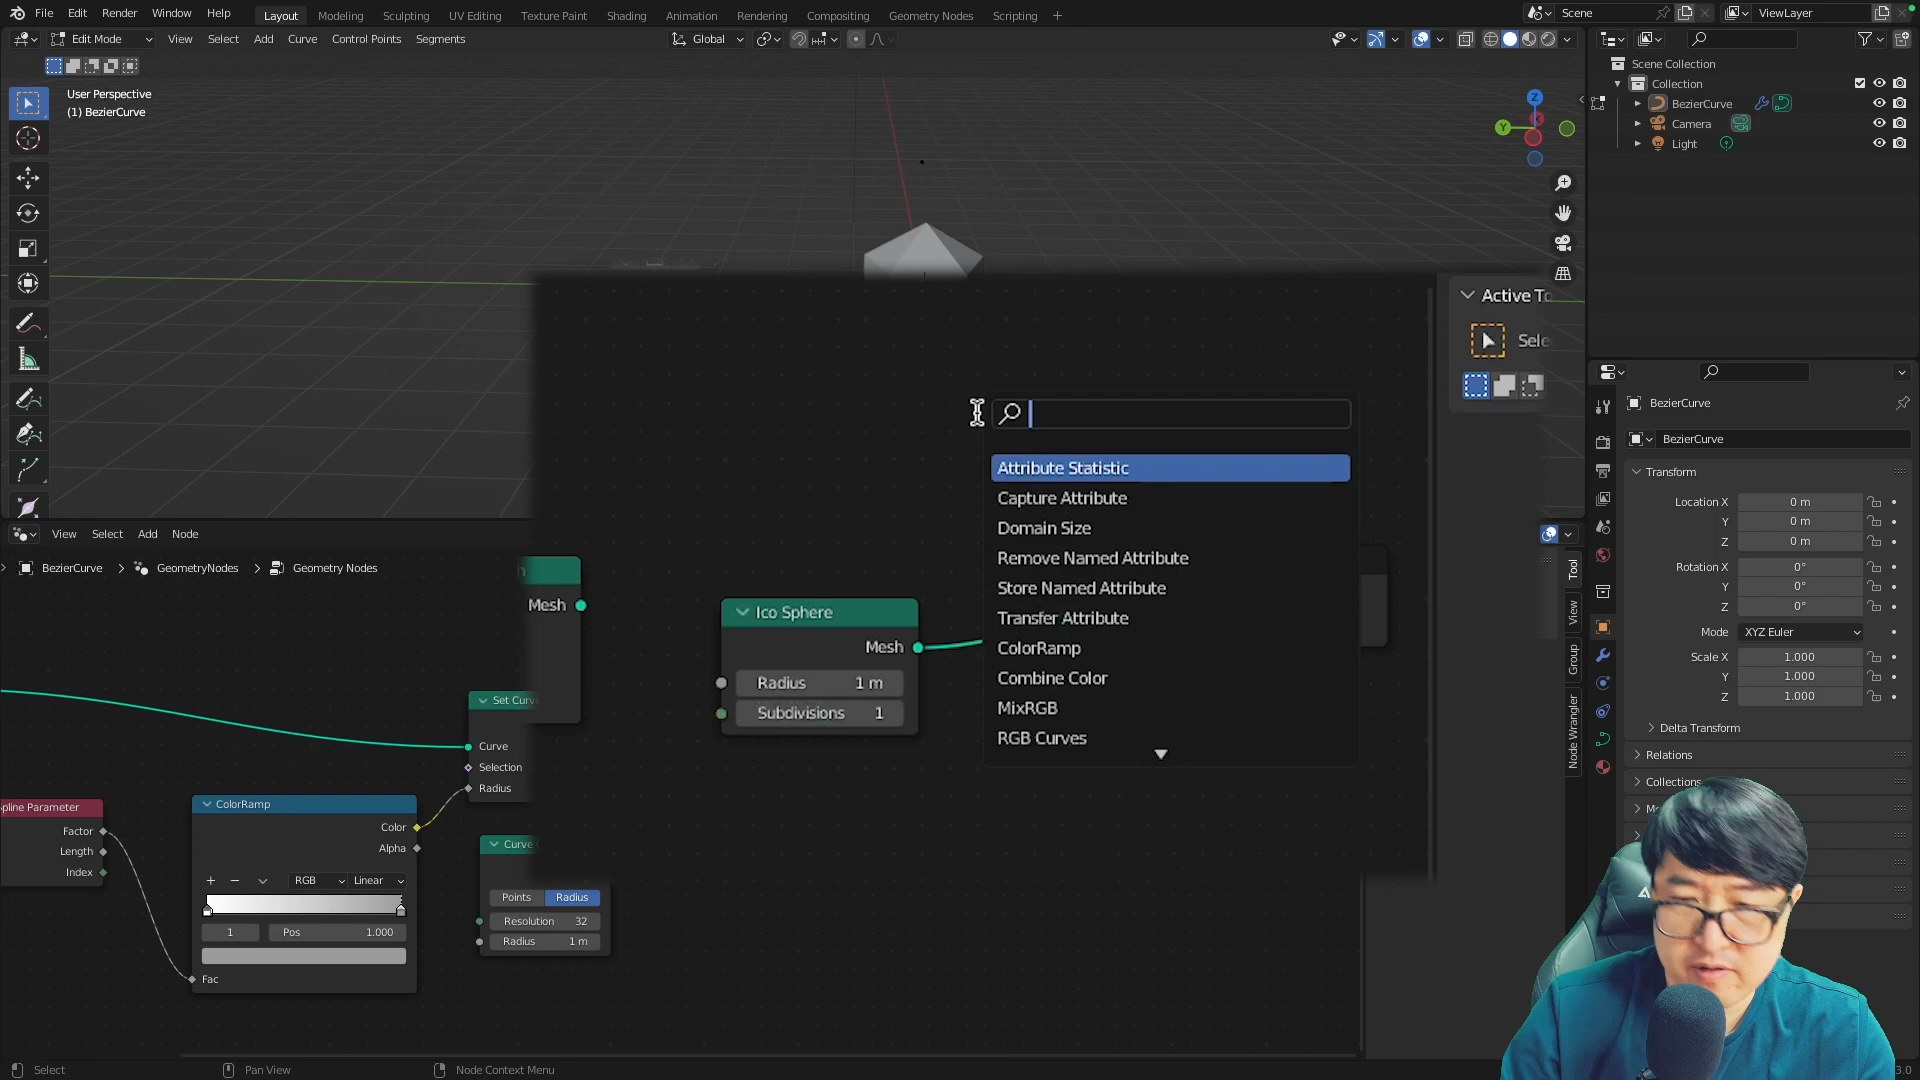 File Edit Render Window Help Layout Modeling Sculpting UV Editing Texture Paint Shading Animation Rendering Compositing Geometry Nodes Scripting + Scene ViewLayer
Edit Mode View Select Add Curve Control Points Segments Global
User Perspective
(1) BezierCurve
Z
Y
Scene Collection
Collection
BezierCurve
Camera
Light
Attribute Statistic
Capture Attribute
Domain Size
Remove Named Attribute
Store Named Attribute
Transfer Attribute
ColorRamp
Combine Color
MixRGB
RGB Curves
Ico Sphere
Mesh
Radius 1 m
Subdivisions 1
View Select Add Node
BezierCurve > GeometryNodes > Geometry Nodes
Mesh
Curve
Selection
Radius
Factor
Length
Index
ColorRamp
Color
Alpha
RGB Linear
1 Pos 1.000
Fac
Curve
Points Radius
Resolution 32
Radius 1 m
Tool
View
Group
Node Wrangler
BezierCurve
BezierCurve
Transform
Location X 0 m
Y 0 m
Z 0 m
Rotation X 0°
Y 0°
Z 0°
Mode XYZ Euler
Scale X 1.000
Y 1.000
Z 1.000
Delta Transform
Relations
Collections
Select Pan View Node Context Menu